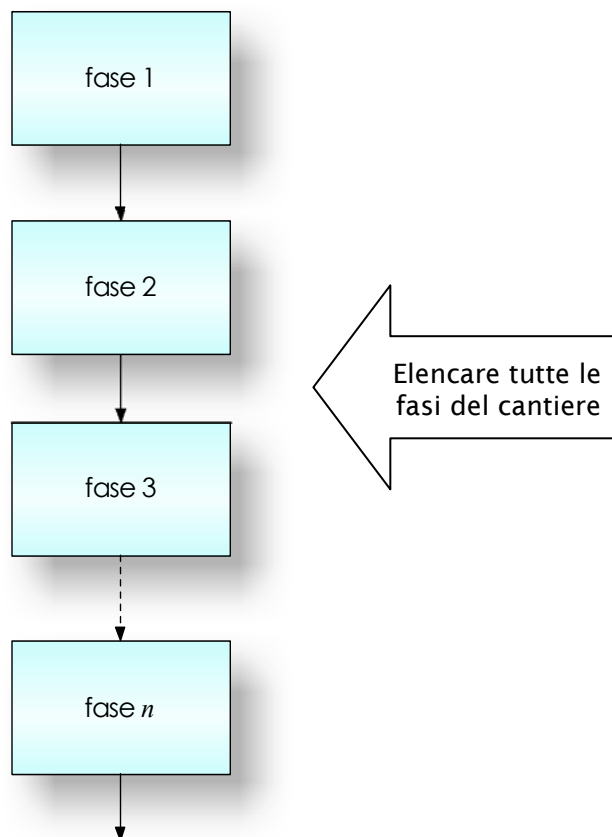 fase 1
fase 2
Elencare tutte le
fasi del cantiere
fase 3
fase n